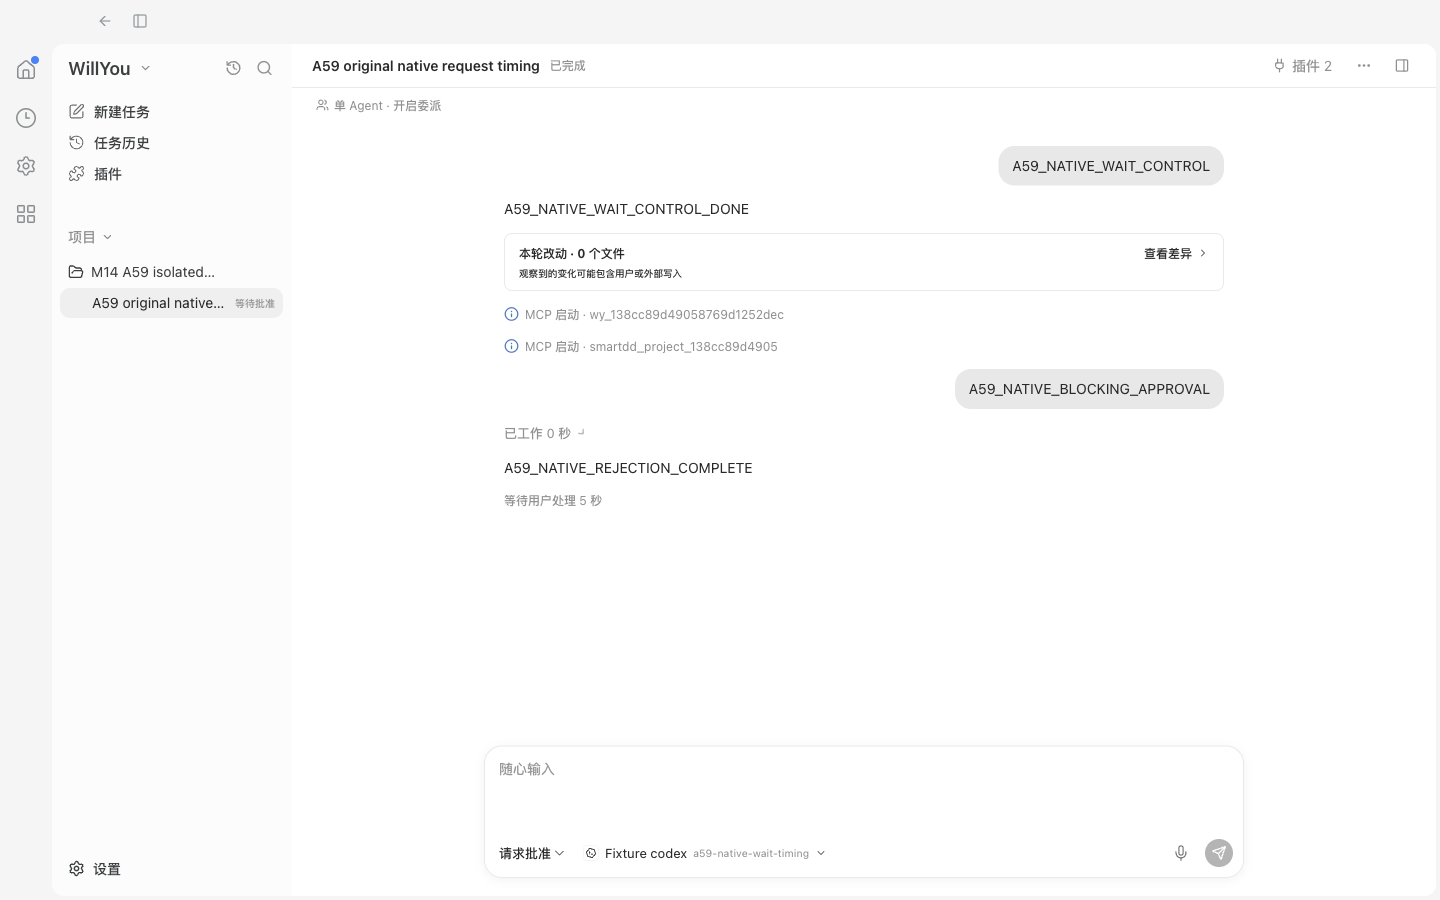 WillYou
新建任务
任务历史
插件
项目
M14 A59 isolated...
A59 original native... 等待批准
设置
A59 original native request timing 已完成
插件 2
单 Agent · 开启委派
A59_NATIVE_WAIT_CONTROL
A59_NATIVE_WAIT_CONTROL_DONE
本轮改动 · 0 个文件 查看差异
观察到的变化可能包含用户或外部写入
MCP 启动 · wy_138cc89d49058769d1252dec
MCP 启动 · smartdd_project_138cc89d4905
A59_NATIVE_BLOCKING_APPROVAL
已工作 0 秒
A59_NATIVE_REJECTION_COMPLETE
等待用户处理 5 秒
随心输入
请求批准 Fixture codex a59-native-wait-timing